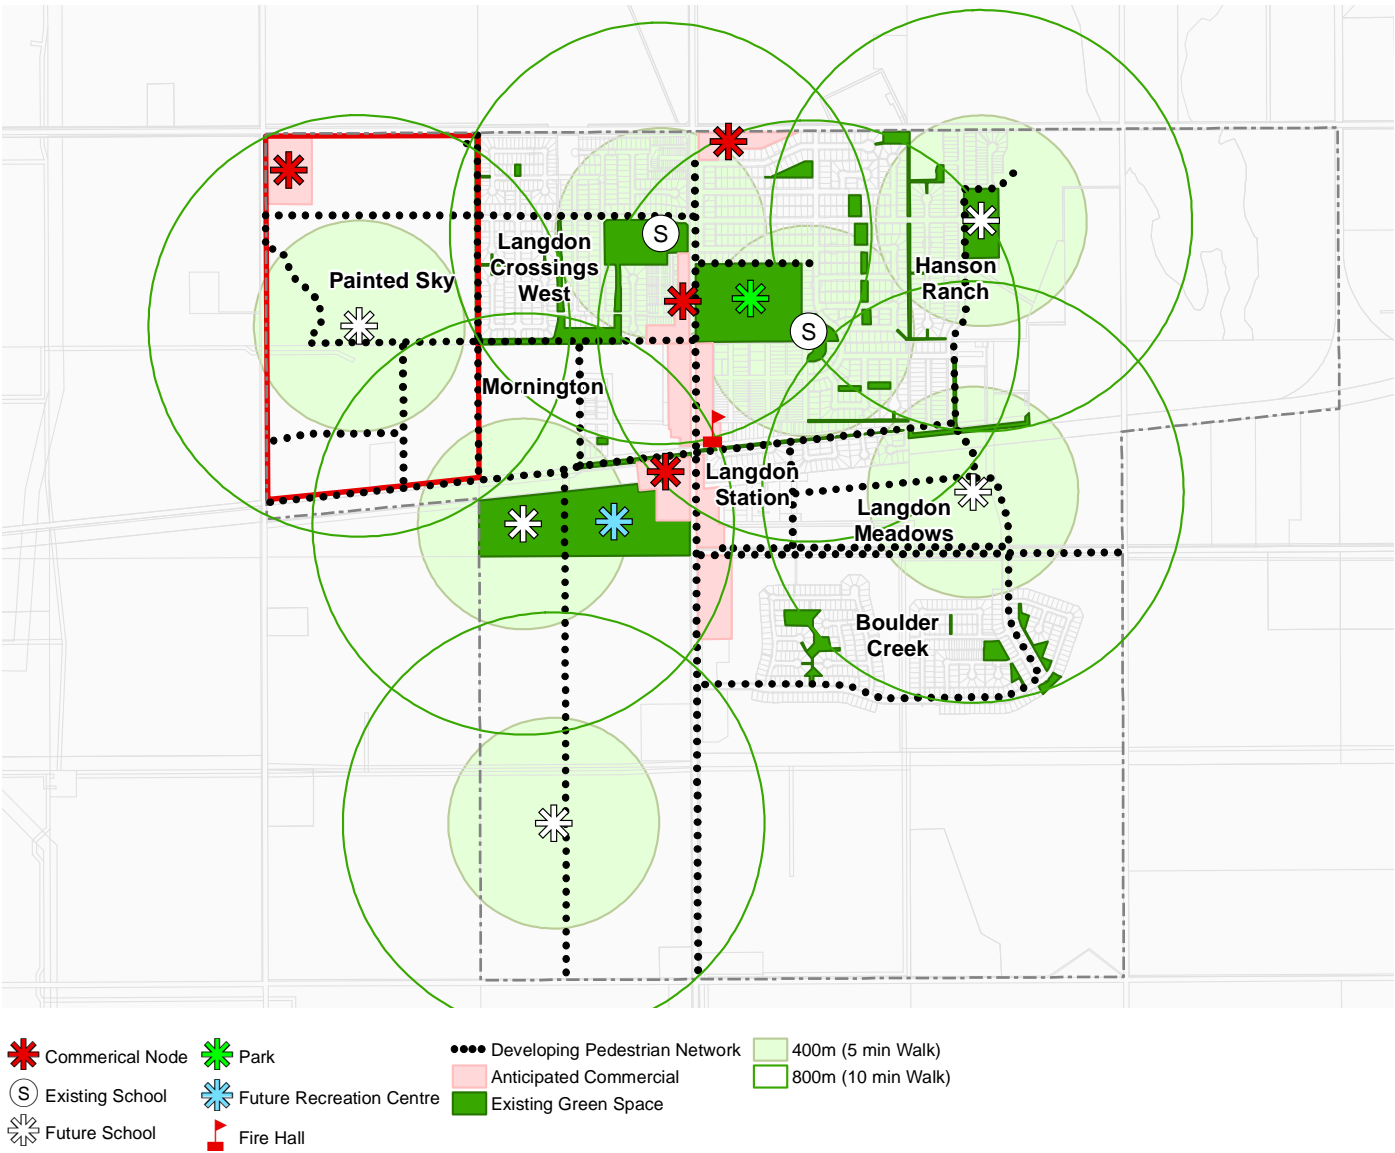 S
Langdon
Crossings
West
Painted Sky
Hanson
Ranch
S
Mornington
Langdon
Station
Langdon
Meadows
Boulder
Creek
Commerical Node
Park
Developing Pedestrian Network
400m (5 min Walk)
S
Existing School
Future Recreation Centre
Anticipated Commercial
800m (10 min Walk)
Future School
Fire Hall
Existing Green Space